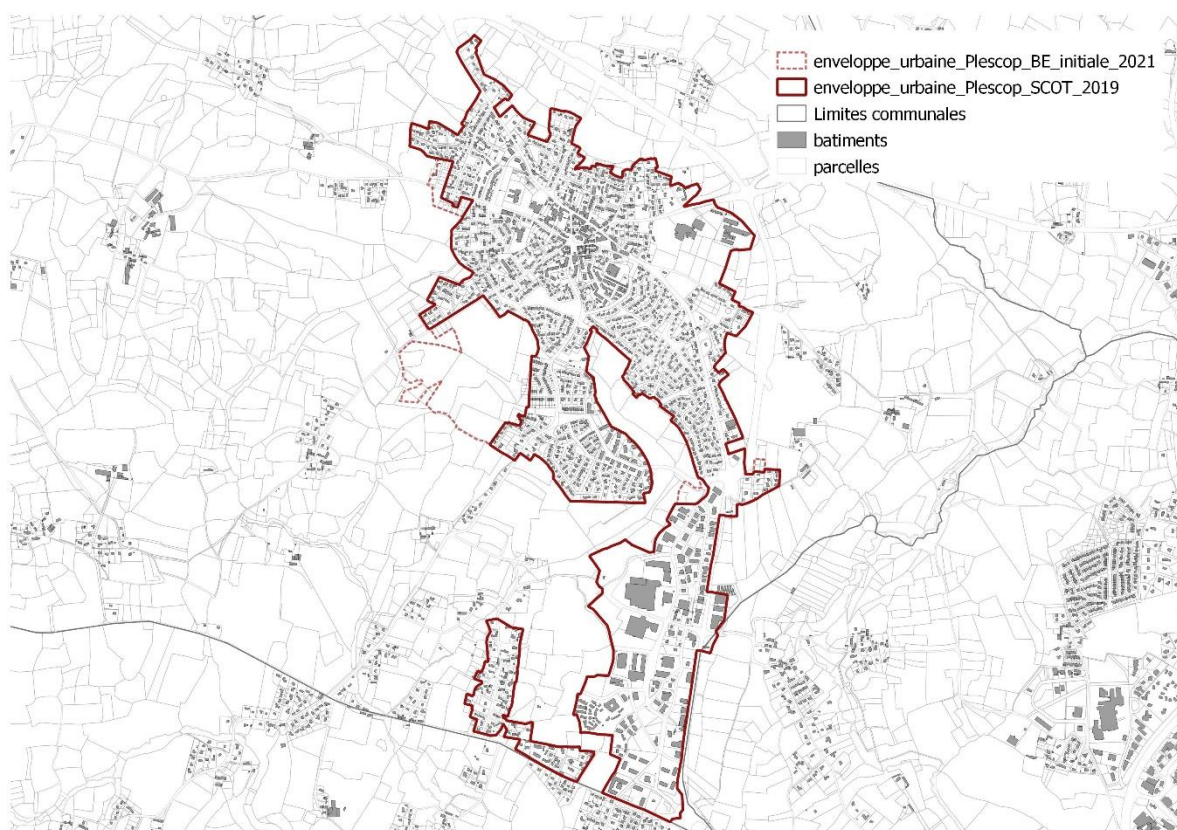 enveloppe_urbaine_Plescop_BE_initiale_2021
enveloppe_urbaine_Plescop_SCOT_2019
Limites communales
batiments
parcelles